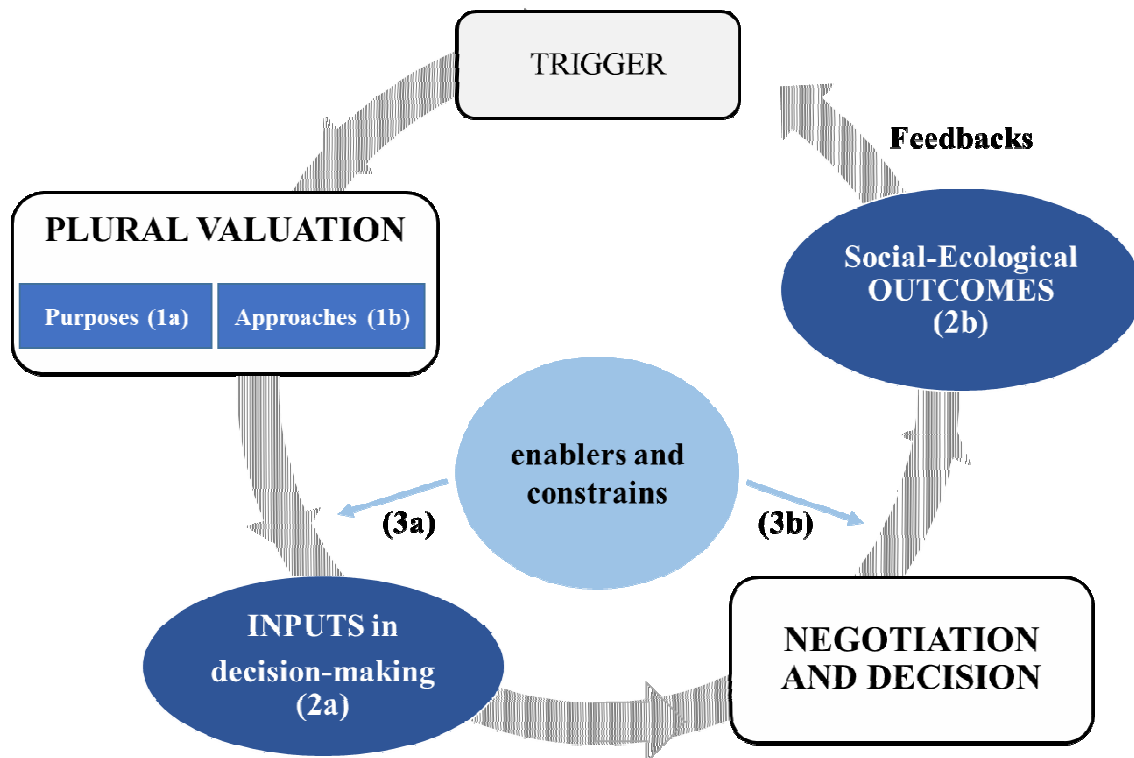 TRIGGER
Feedbacks
PLURAL VALUATION
Purposes (1a)
Approaches (1b)
Social-Ecological
OUTCOMES
(2b)
enablers and
constrains
(3a)
(3b)
INPUTS in
decision-making
(2a)
NEGOTIATION
AND DECISION